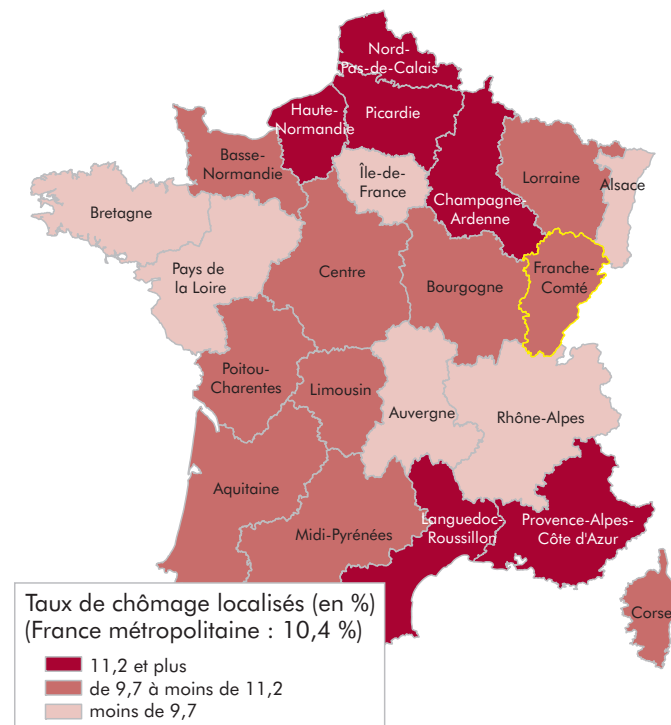 Nord-
Pas-de-Calais
Haute-
Normandie
Picardie
Basse-
Normandie
Île-de-
France
Champagne-
Ardenne
Lorraine
Alsace
Bretagne
Pays de
la Loire
Centre
Bourgogne
Franche-
Comté
Poitou-
Charentes
Limousin
Auvergne
Rhône-Alpes
Aquitaine
Midi-Pyrénées
Languedoc-
Roussillon
Provence-Alpes-
Côte d'Azur
Corse
Taux de chômage localisés (en %)
(France métropolitaine : 10,4 %)
11,2 et plus
de 9,7 à moins de 11,2
moins de 9,7